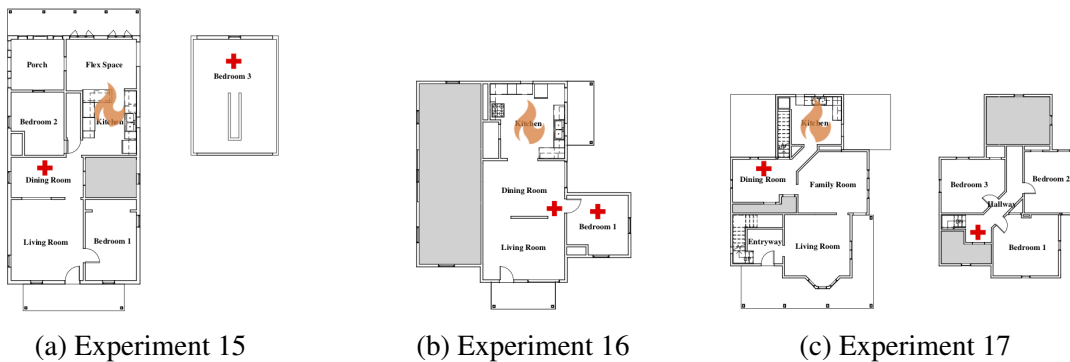 Porch
Flex Space
Bedroom 3
Bedroom 2
Kitchen
Dining Room
Living Room
Bedroom 1
Kitchen
Dining Room
Living Room
Bedroom 1
Kitchen
Dining Room
Family Room
Entryway
Living Room
Bedroom 3
Bedroom 2
Hallway
Bedroom 1
(a) Experiment 15
(b) Experiment 16
(c) Experiment 17